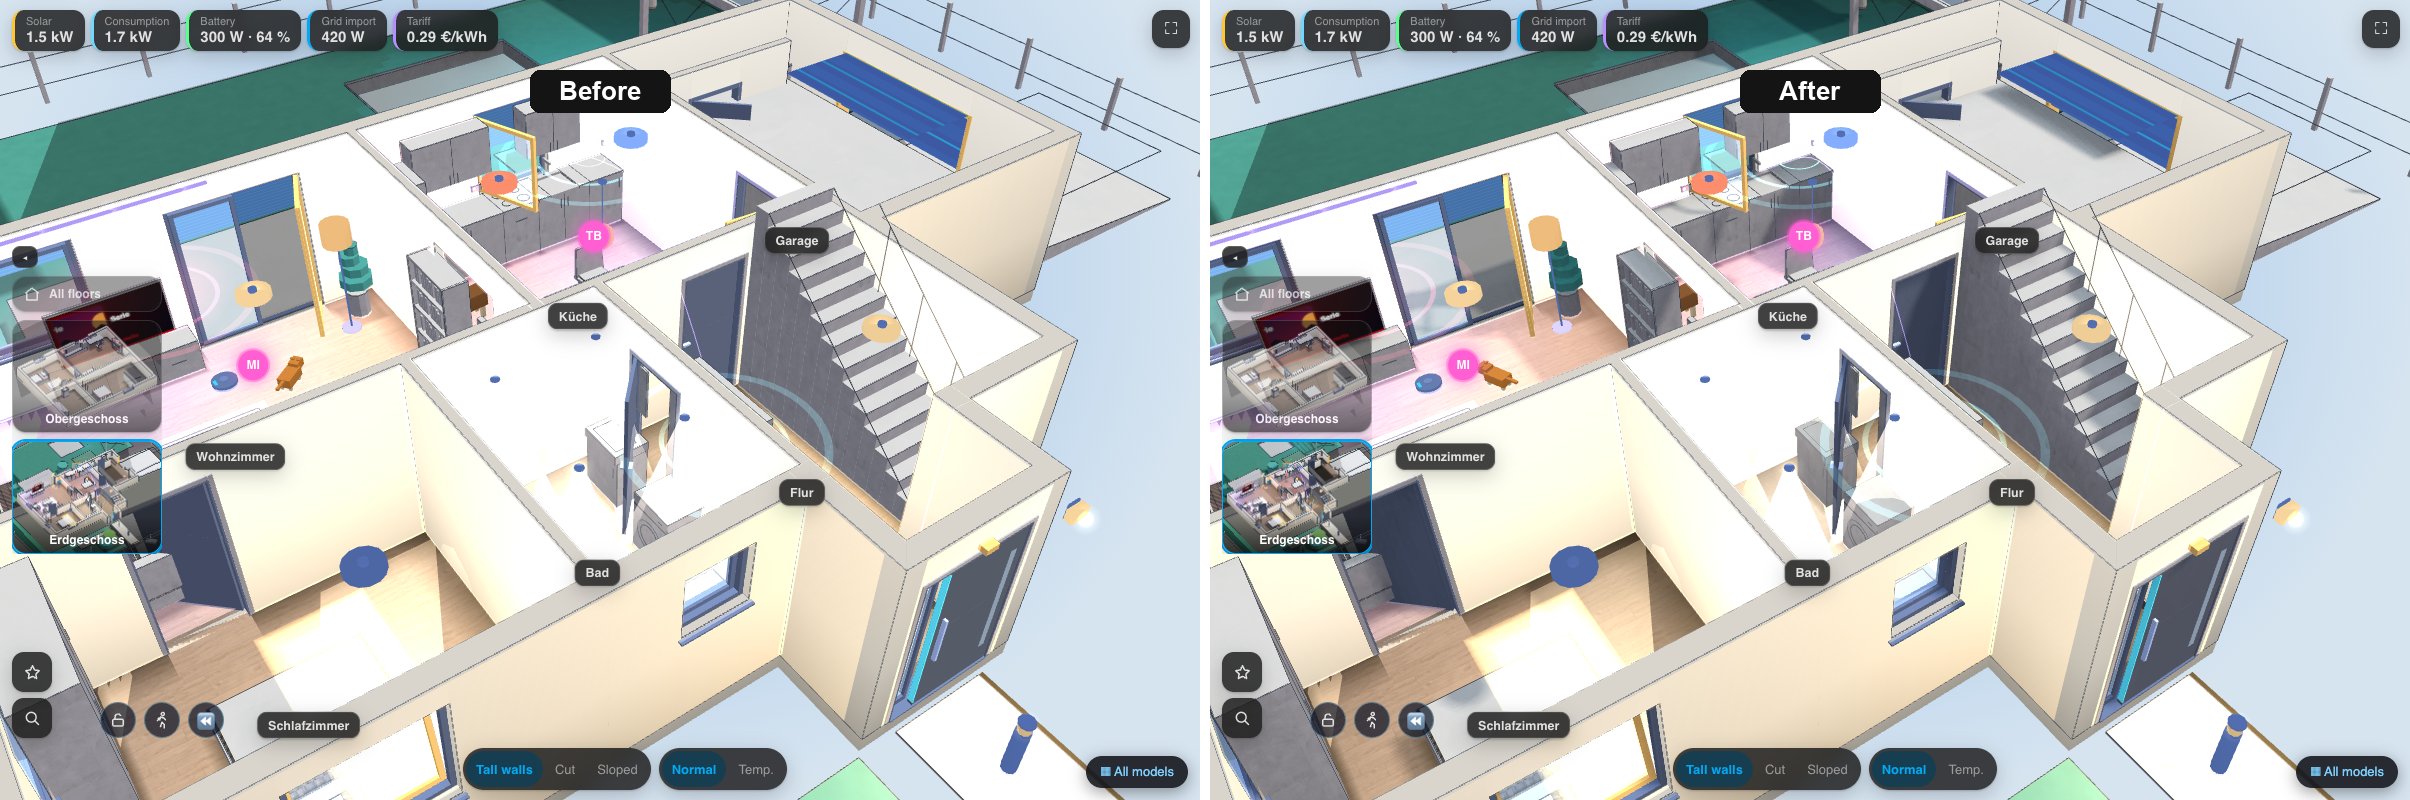 Solar
1.5 kW
Consumption
1.7 kW
Battery
300 W · 64 %
Grid import
420 W
Tariff
0.29 €/kWh
Before
TB
Garage
All floors
Serie
Küche
MI
Obergeschoss
Wohnzimmer
Flur
Erdgeschoss
Bad
Schlafzimmer
Tall walls
Cut
Sloped
Normal
Temp.
All models
Solar
1.5 kW
Consumption
1.7 kW
Battery
300 W · 64 %
Grid import
420 W
Tariff
0.29 €/kWh
After
TB
Garage
All floors
Serie
Küche
MI
Obergeschoss
Wohnzimmer
Flur
Erdgeschoss
Bad
Schlafzimmer
Tall walls
Cut
Sloped
Normal
Temp.
All models